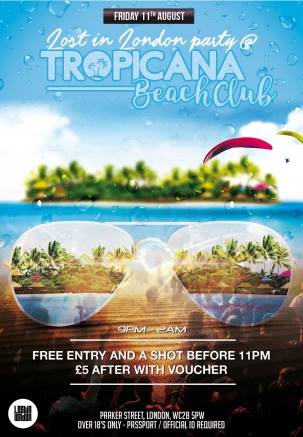 FRIDAY 11TH AUGUST
Lost in London party @
TROPICANA
Beach Club
9PM - 2AM
FREE ENTRY AND A SHOT BEFORE 11PM
£5 AFTER WITH VOUCHER
PARKER STREET, LONDON, WC2B 5PW
OVER 18'S ONLY - PASSPORT / OFFICIAL ID REQUIRED